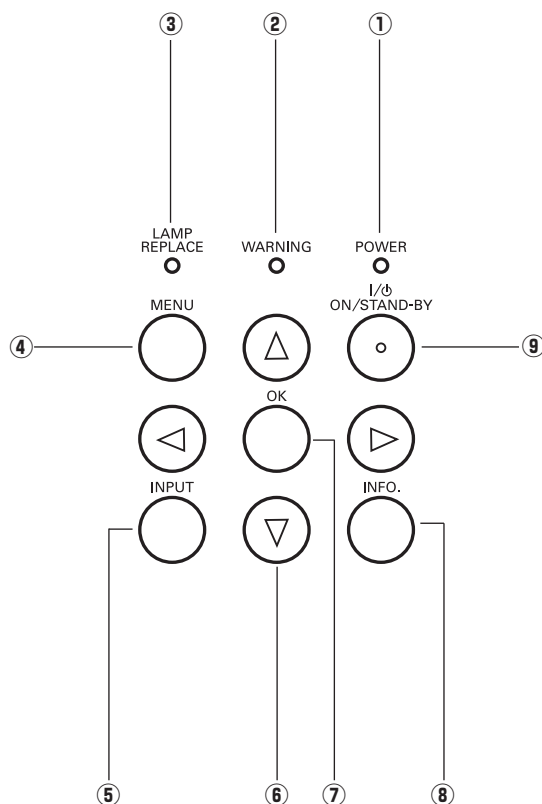 ③ ② ①
LAMP
REPLACE WARNING POWER
I/⏻
MENU ON/STAND-BY
④ ⑨
OK
INPUT INFO.
⑤ ⑥ ⑦ ⑧